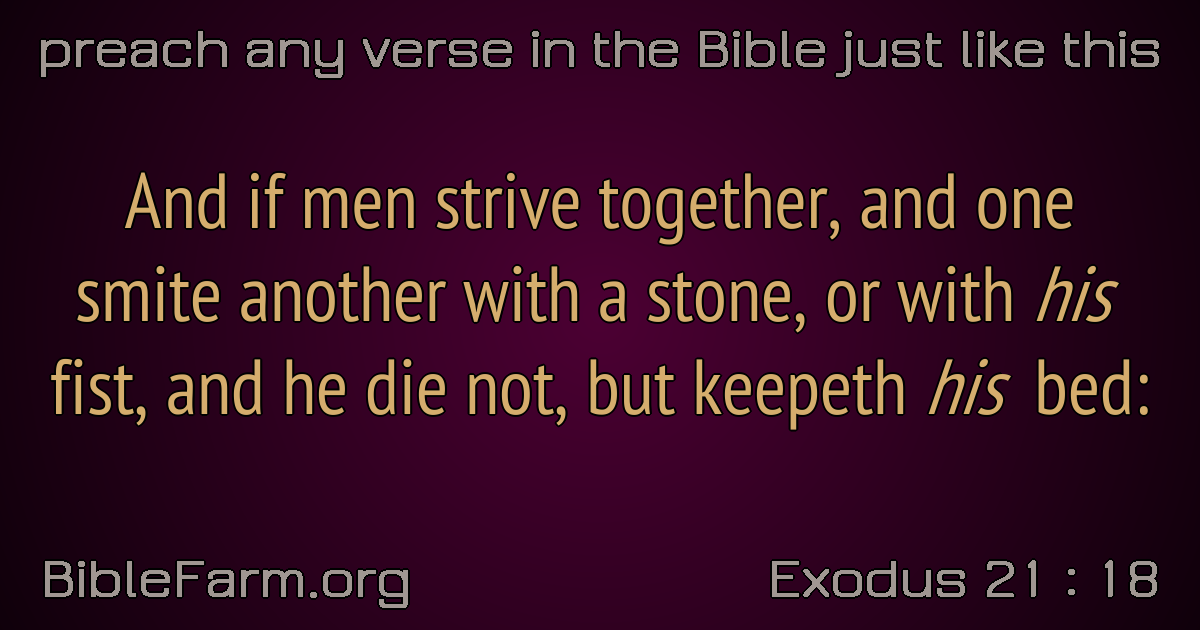 preach any verse in the Bible just like this
And if men strive together, and one
smite another with a stone, or with his
fist, and he die not, but keepeth his bed:
BibleFarm.org
Exodus 21 : 18